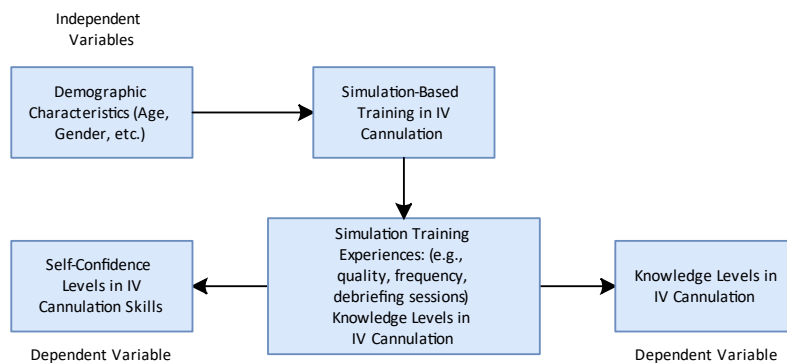 Independent
Variables
Demographic
Characteristics (Age,
Gender, etc.)
Simulation-Based
Training in IV
Cannulation
Self-Confidence
Levels in IV
Cannulation Skills
Simulation Training
Experiences: (e.g.,
quality, frequency,
debriefing sessions)
Knowledge Levels in
IV Cannulation
Knowledge Levels in
IV Cannulation
Dependent Variable
Dependent Variable